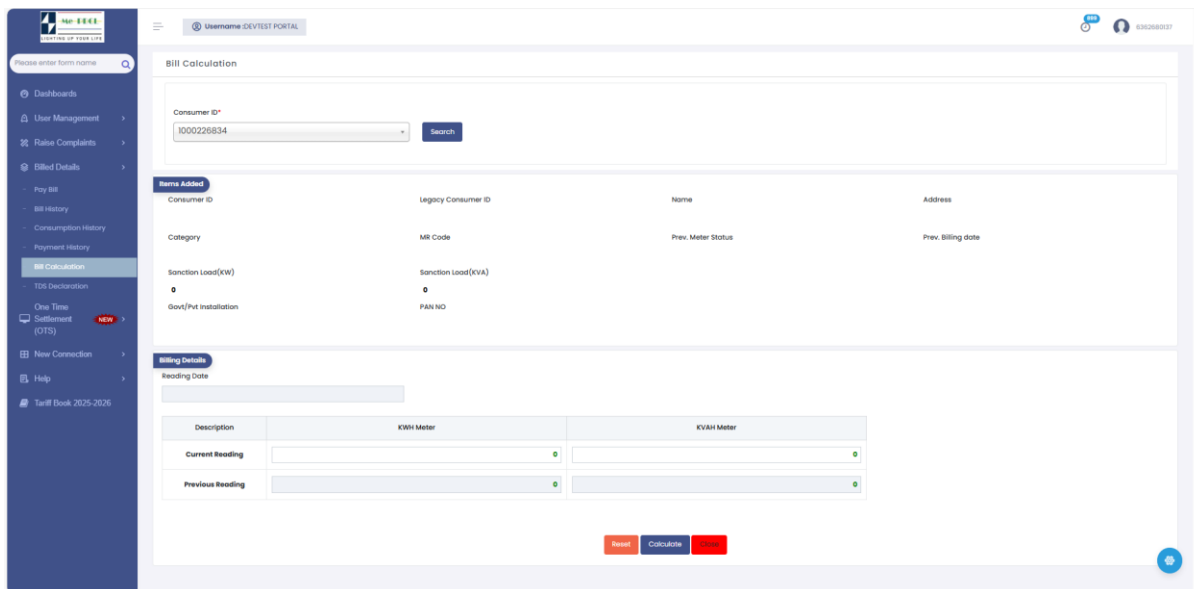 Me-PDCL
LIGHTING UP YOUR LIFE
Username :DEVTEST PORTAL
6362680137
Please enter form name
Dashboards
User Management
Raise Complaints
Billed Details
Pay Bill
Bill History
Consumption History
Payment History
Bill Calculation
TDS Declaration
One Time
Settlement NEW
(OTS)
New Connection
Help
Tariff Book 2025-2026
Bill Calculation
Consumer ID*
1000226834 Search
Items Added
Consumer ID Legacy Consumer ID Name Address
Category MR Code Prev. Meter Status Prev. Billing date
Sanction Load(KW) Sanction Load(KVA)
0 0
Govt/Pvt Installation PAN NO
Billing Details
Reading Date
Description KWH Meter KVAH Meter
Current Reading 0 0
Previous Reading 0 0
Reset Calculate Close